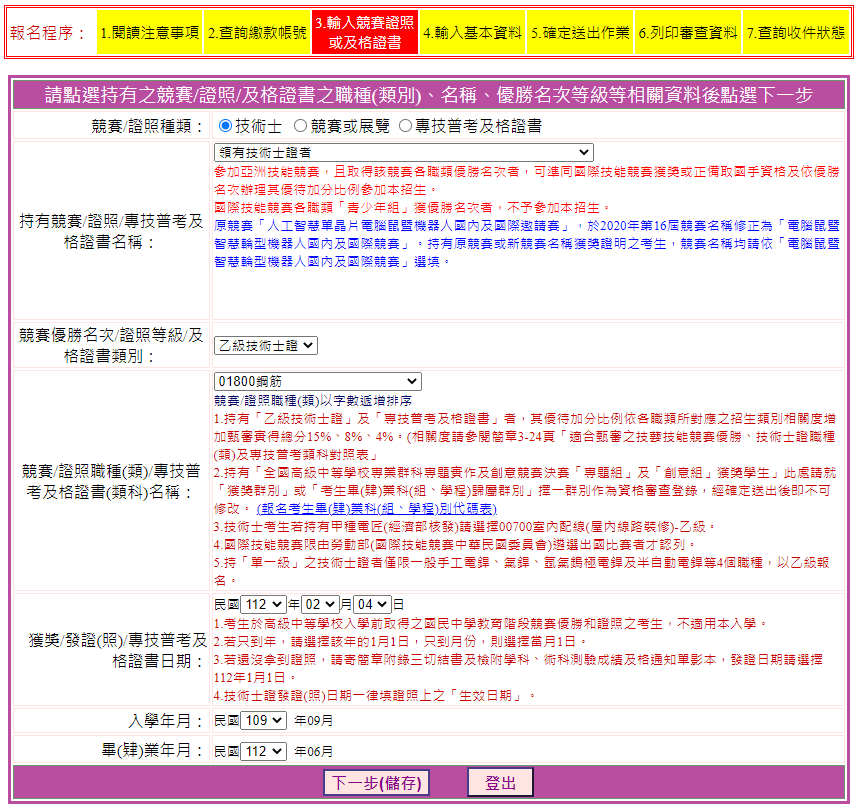 報名程序：
1.閱讀注意事項
2.查詢繳款帳號
3.輸入競賽證照
或及格證書
4.輸入基本資料
5.確定送出作業
6.列印審查資料
7.查詢收件狀態
請點選持有之競賽/證照/及格證書之職種(類別)、名稱、優勝名次等級等相關資料後點選下一步
競賽/證照種類： 技術士 競賽或展覽 專技普考及格證書
持有競賽/證照/專技普考及
格證書名稱：
領有技術士證者
參加亞洲技能競賽，且取得該競賽各職類優勝名次者，可準同國際技能競賽獲獎或正備取國手資格及依優勝
名次辦理其優待加分比例參加本招生。
國際技能競賽各職類「青少年組」獲優勝名次者，不予參加本招生。
原競賽「人工智慧單晶片電腦鼠暨機器人國內及國際邀請賽」，於2020年第16屆競賽名稱修正為「電腦鼠暨
智慧輪型機器人國內及國際競賽」。持有原競賽或新競賽名稱獲獎證明之考生，競賽名稱均請依「電腦鼠暨
智慧輪型機器人國內及國際競賽」選填。
競賽優勝名次/證照等級/及
格證書類別：
乙級技術士證
競賽/證照職種(類)/專技普
考及格證書(類科)名稱：
01800鋼筋
競賽/證照職種(類)以字數遞增排序
1.持有「乙級技術士證」及「專技普考及格證書」者，其優待加分比例依各職類所對應之招生類別相關度增
加甄審實得總分15%、8%、4%。(相關度請參閱簡章3-24頁「適合甄審之技藝技能競賽優勝、技術士證職種
(類)及專技普考類科對照表」
2.持有「全國高級中等學校專業群科專題實作及創意競賽決賽「專題組」及「創意組」獲獎學生」此處請就
「獲獎群別」或「考生畢(肄)業科(組、學程)歸屬群別」擇一群別作為資格審查登錄，經確定送出後即不可
修改。 (報名考生畢(肄)業科(組、學程)別代碼表)
3.技術士考生若持有甲種電匠(經濟部核發)請選擇00700室內配線(屋內線路裝修)-乙級。
4.國際技能競賽限由勞動部(國際技能競賽中華民國委員會)遴選出國比賽者才認列。
5.持「單一級」之技術士證者僅限一般手工電銲、氣銲、氬氣鎢極電銲及半自動電銲等4個職種，以乙級報
名。
獲獎/發證(照)/專技普考及
格證書日期：
民國112年02月04日
1.考生於高級中等學校入學前取得之國民中學教育階段競賽優勝和證照之考生，不適用本入學。
2.若只到年，請選擇該年的1月1日，只到月份，則選擇當月1日。
3.若還沒拿到證照，請寄簡章附錄三切結書及檢附學科、術科測驗成績及格通知單影本，發證日期請選擇
112年1月1日。
4.技術士證發證(照)日期一律填證照上之「生效日期」。
入學年月： 民國109 年09月
畢(肄)業年月： 民國112 年06月
下一步(儲存) 登出